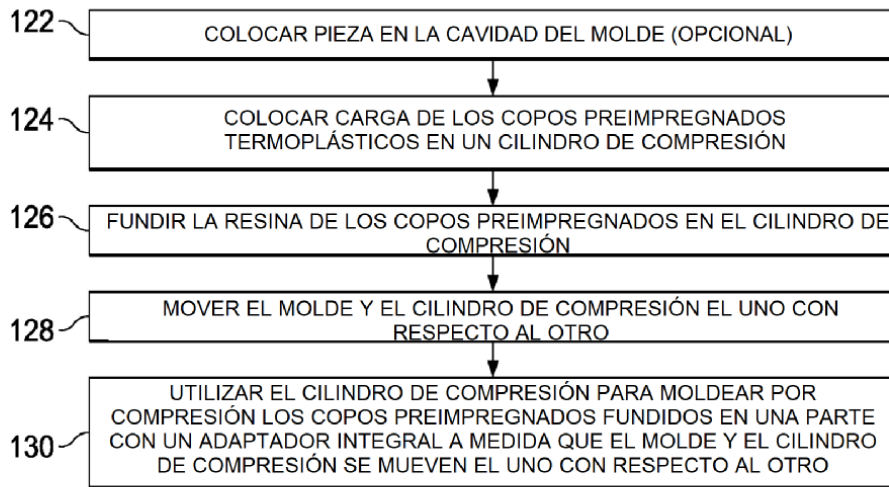 122
COLOCAR PIEZA EN LA CAVIDAD DEL MOLDE (OPCIONAL)
124
COLOCAR CARGA DE LOS COPOS PREIMPREGNADOS
TERMOPLÁSTICOS EN UN CILINDRO DE COMPRESIÓN
126
FUNDIR LA RESINA DE LOS COPOS PREIMPREGNADOS EN EL CILINDRO DE
COMPRESIÓN
128
MOVER EL MOLDE Y EL CILINDRO DE COMPRESIÓN EL UNO CON
RESPECTO AL OTRO
130
UTILIZAR EL CILINDRO DE COMPRESIÓN PARA MOLDEAR POR
COMPRESIÓN LOS COPOS PREIMPREGNADOS FUNDIDOS EN UNA PARTE
CON UN ADAPTADOR INTEGRAL A MEDIDA QUE EL MOLDE Y EL CILINDRO
DE COMPRESIÓN SE MUEVEN EL UNO CON RESPECTO AL OTRO